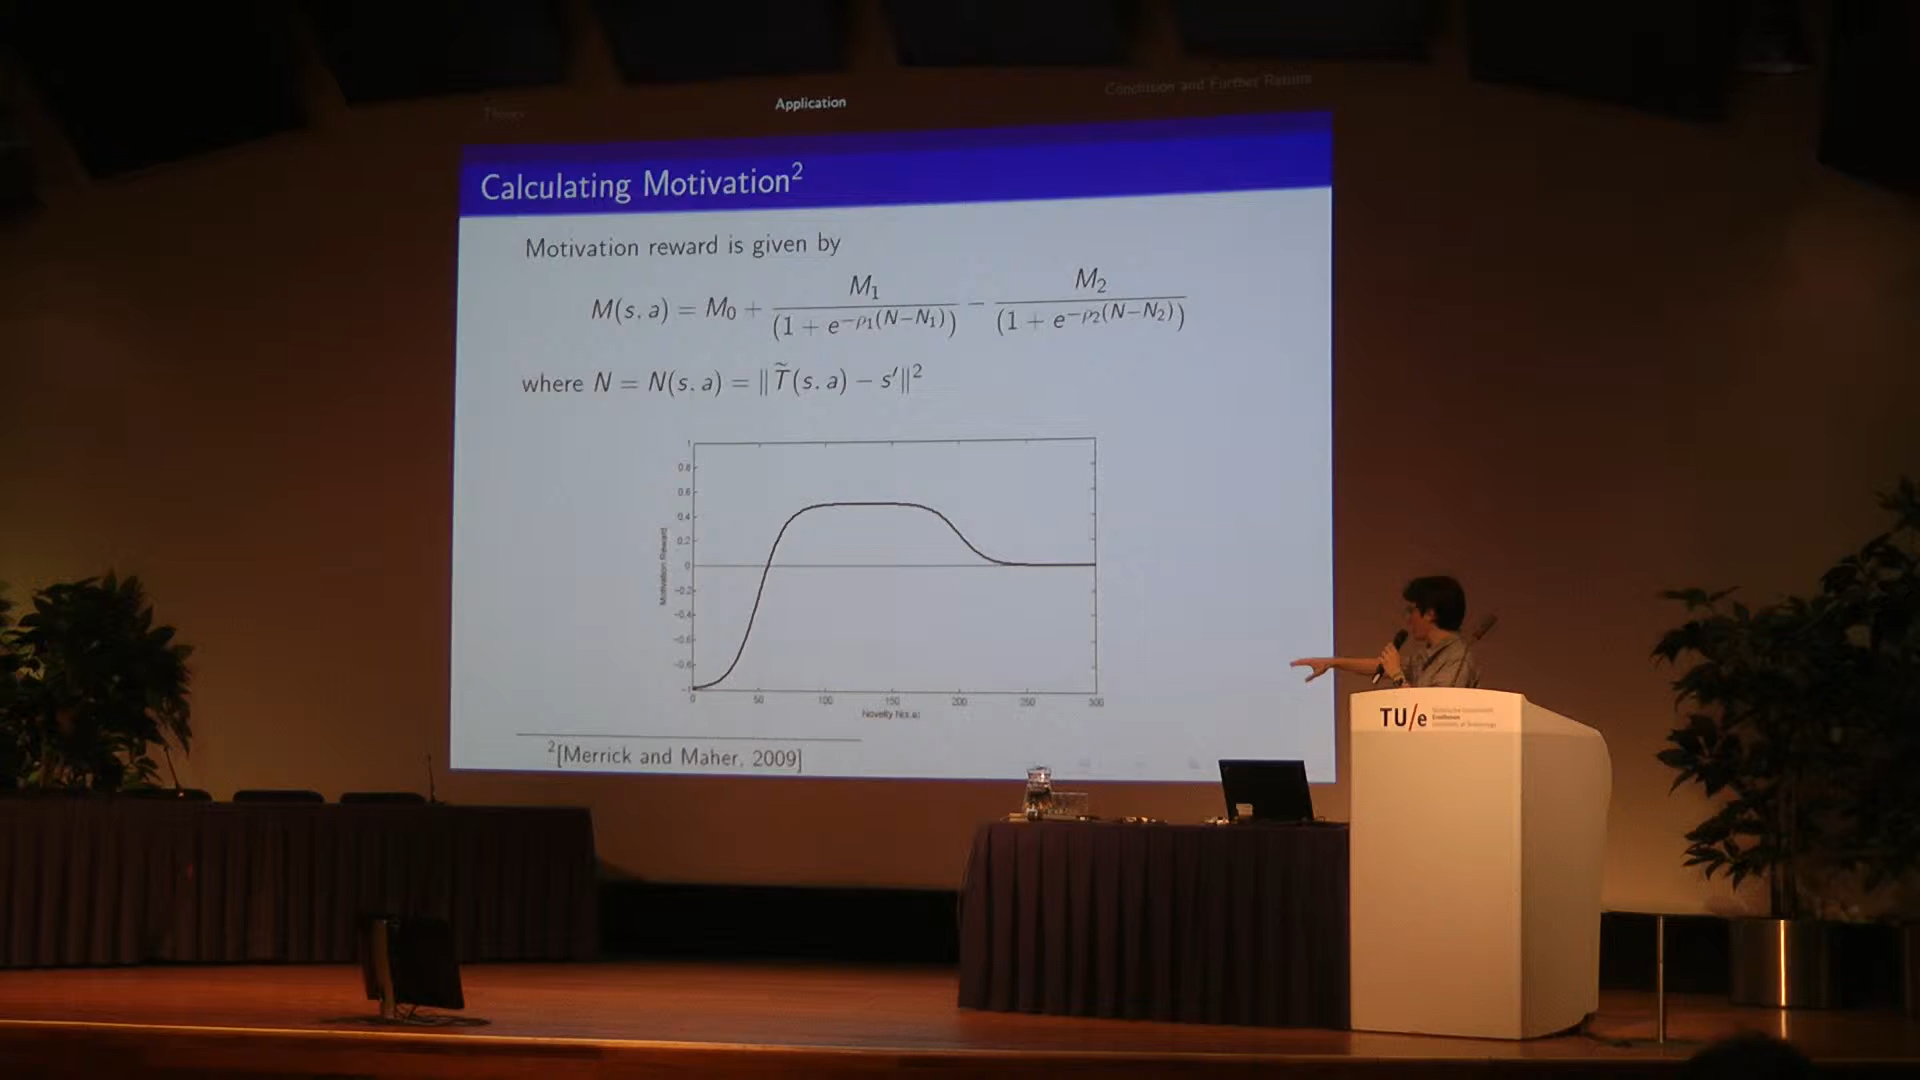 Theory
Application
Conclusion and Further Results
Calculating Motivation²
Motivation reward is given by
M(s.a) = M₀ + M₁/(1 + e^−ρ₁(N−N₁)) − M₂/(1 + e^−ρ₂(N−N₂))
where N = N(s.a) = ‖T̃(s.a) − s′‖²
1
0.8
0.6
0.4
0.2
0
−0.2
−0.4
−0.6
−0.8
−1
Motivation Reward
0 50 100 150 200 250 300
Novelty N(s.a)
²[Merrick and Maher, 2009]
TU/e